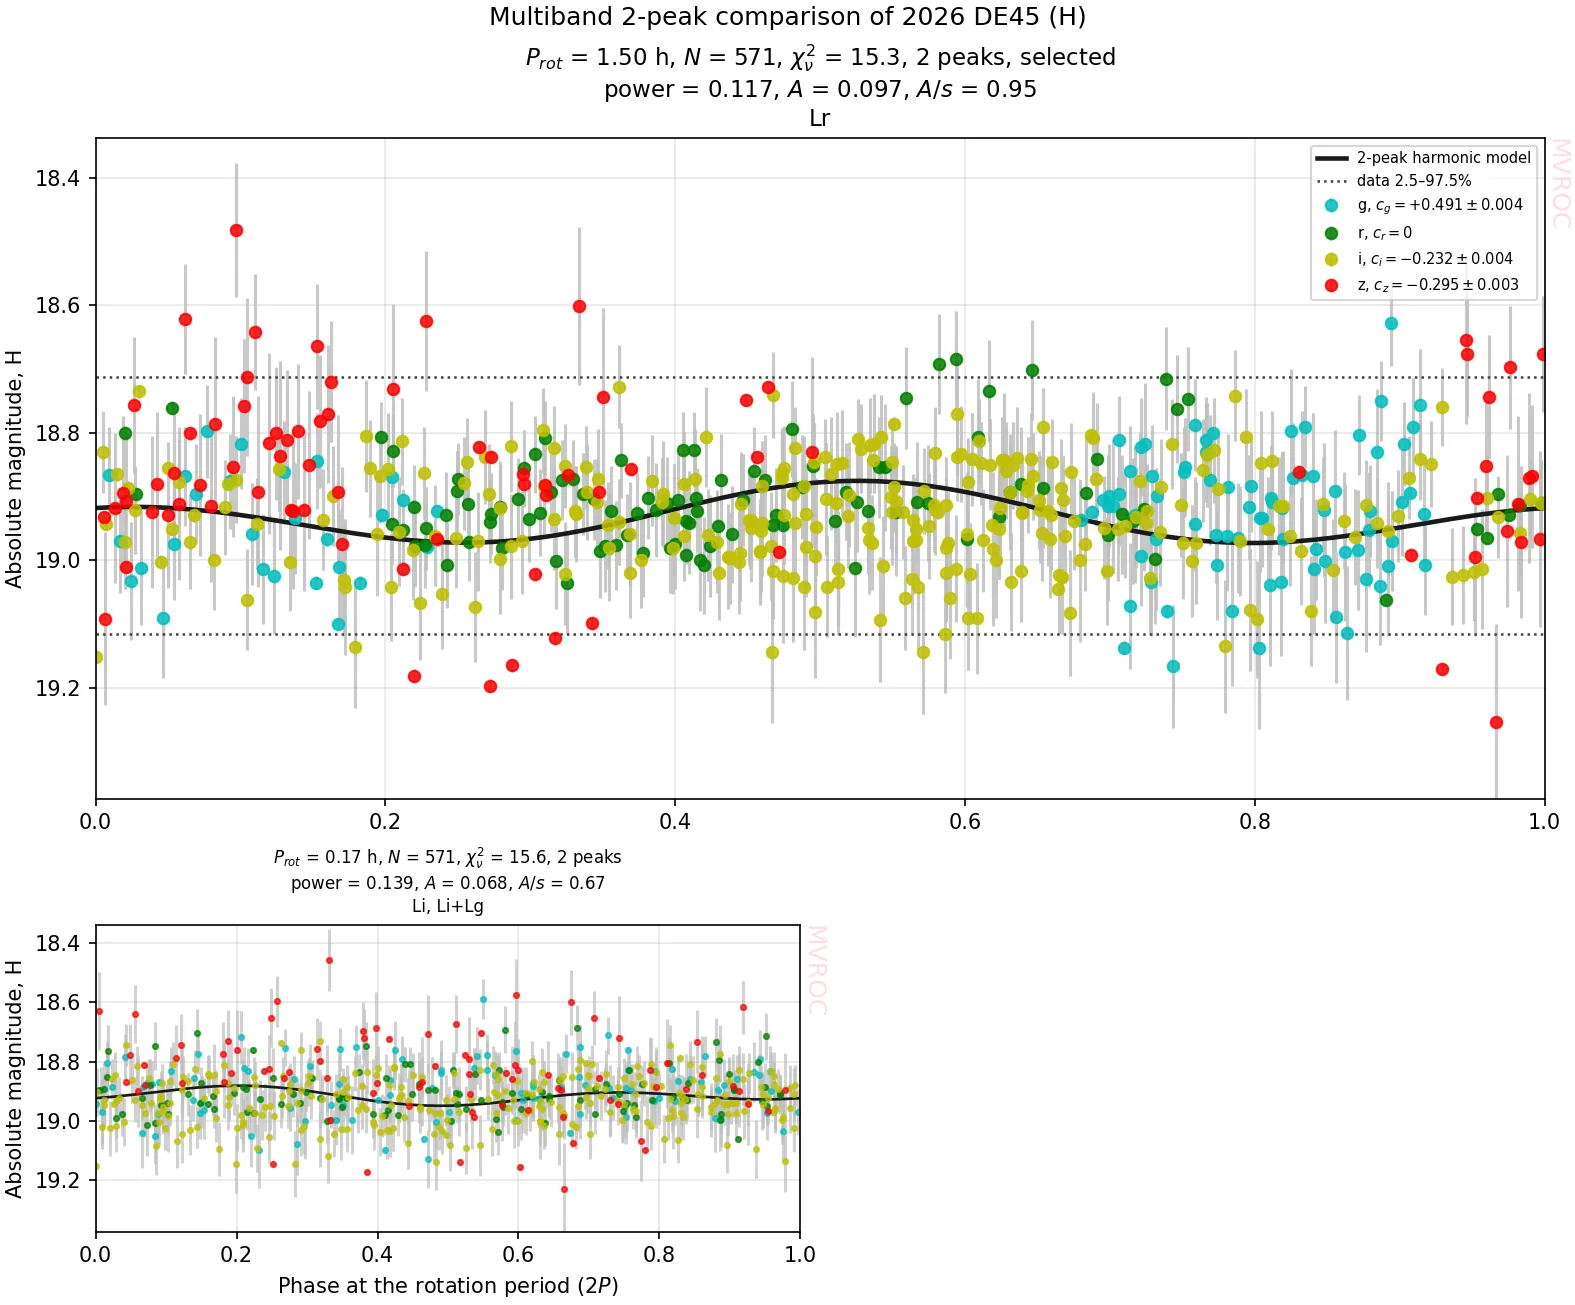 Multiband 2-peak comparison of 2026 DE45 (H)
P_rot = 1.50 h, N = 571, χ²_ν = 15.3, 2 peaks, selected
power = 0.117, A = 0.097, A/s = 0.95
Lr
Absolute magnitude, H
18.4
18.6
18.8
19.0
19.2
2-peak harmonic model
data 2.5–97.5%
g, c_g = +0.491 ± 0.004
r, c_r = 0
i, c_i = −0.232 ± 0.004
z, c_z = −0.295 ± 0.003
MVROC
0.0 0.2 0.4 0.6 0.8 1.0
P_rot = 0.17 h, N = 571, χ²_ν = 15.6, 2 peaks
power = 0.139, A = 0.068, A/s = 0.67
Li, Li+Lg
Absolute magnitude, H
18.4
18.6
18.8
19.0
19.2
MVROC
0.0 0.2 0.4 0.6 0.8 1.0
Phase at the rotation period (2P)